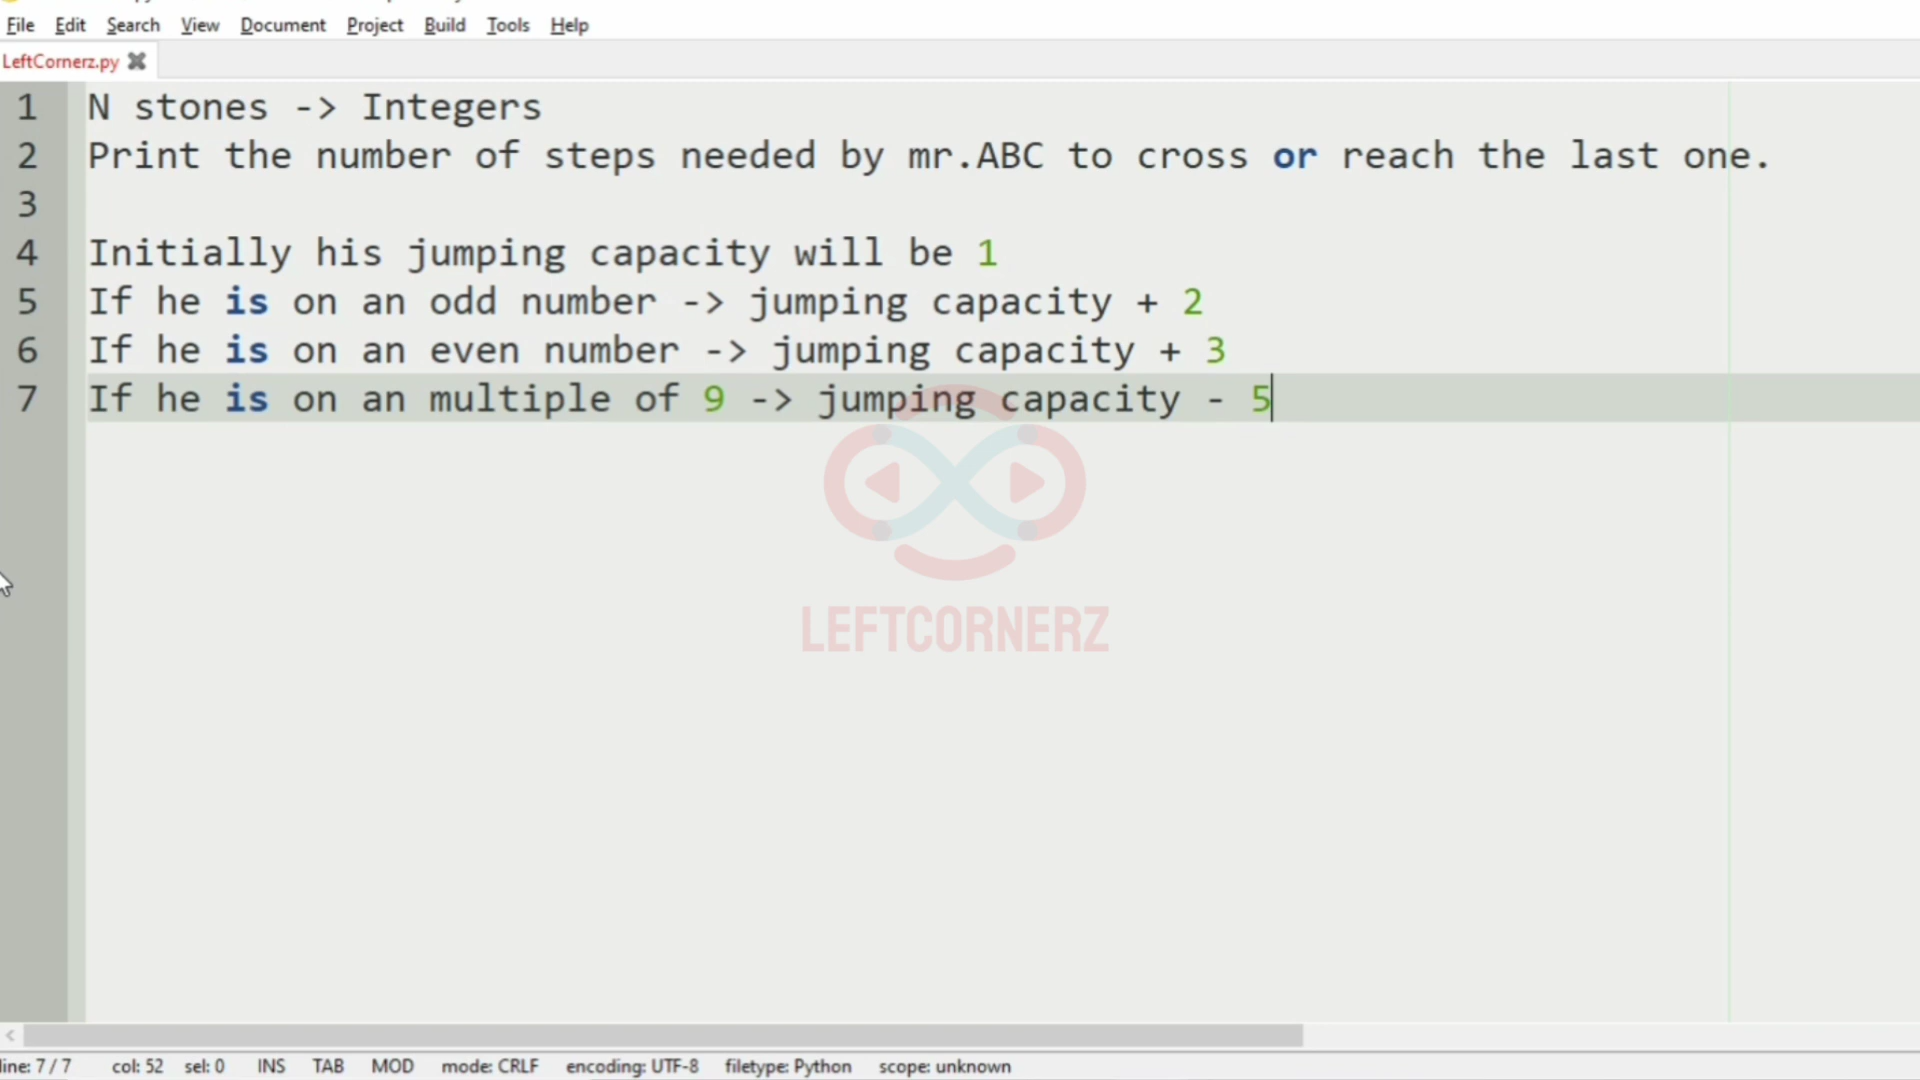 File Edit Search View Document Project Build Tools Help
LeftCornerz.py
1 N stones -> Integers
2 Print the number of steps needed by mr.ABC to cross or reach the last one.
3
4 Initially his jumping capacity will be 1
5 If he is on an odd number -> jumping capacity + 2
6 If he is on an even number -> jumping capacity + 3
7 If he is on an multiple of 9 -> jumping capacity - 5
LEFTCORNERZ
line: 7 / 7 col: 52 sel: 0 INS TAB MOD mode: CRLF encoding: UTF-8 filetype: Python scope: unknown